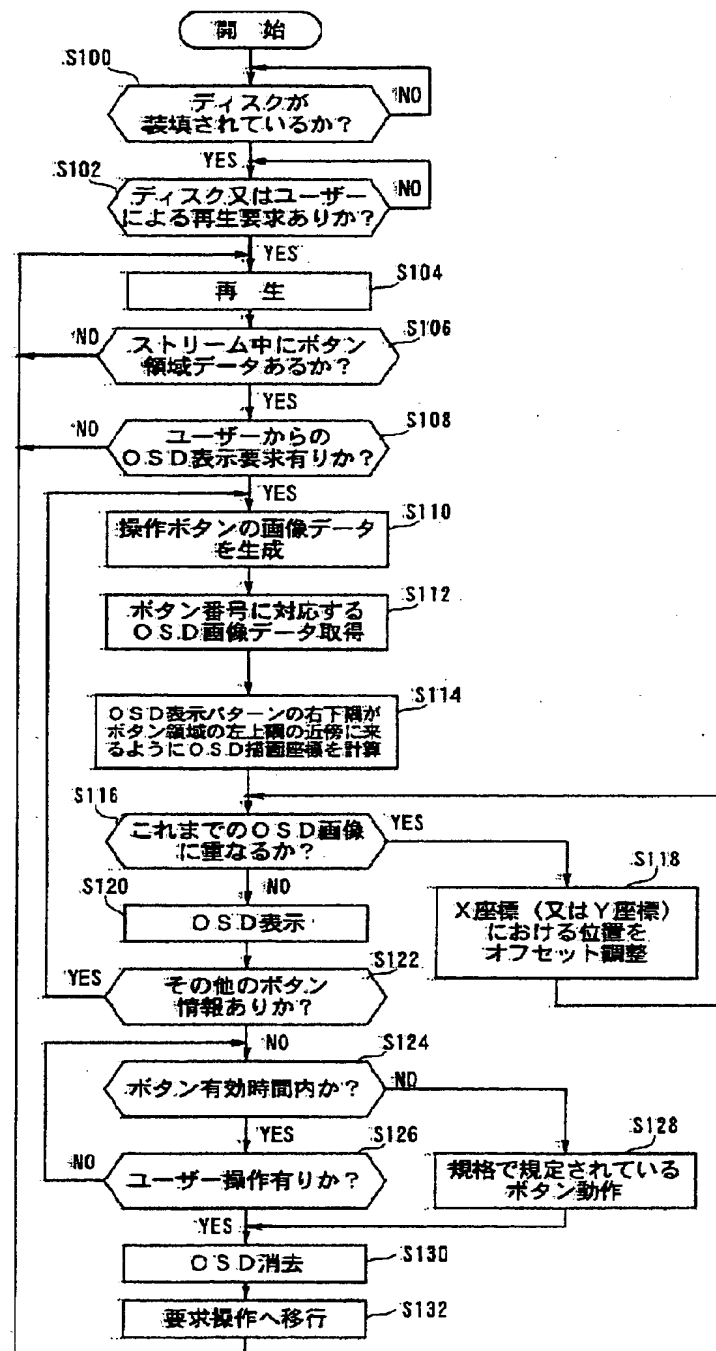 開 始
S100
ディスクが
装填されているか？
NO
YES
S102
ディスク又はユーザー
による再生要求ありか？
NO
YES
S104
再 生
S106
NO
ストリーム中にボタン
領域データあるか？
YES
S108
NO
ユーザーからの
ＯＳＤ表示要求有りか？
YES
S110
操作ボタンの画像データ
を生成
S112
ボタン番号に対応する
ＯＳＤ画像データ取得
S114
ＯＳＤ表示パターンの右下隅が
ボタン領域の左上隅の近傍に来
るようにＯＳＤ描画座標を計算
S116
これまでのＯＳＤ画像
に重なるか？
YES
S118
X座標（又はY座標）
における位置を
オフセット調整
NO
S120
ＯＳＤ表示
S122
YES
その他のボタン
情報ありか？
NO
S124
ボタン有効時間内か？
NO
YES
S126
NO
ユーザー操作有りか？
S128
規格で規定されている
ボタン動作
YES
S130
ＯＳＤ消去
S132
要求操作へ移行